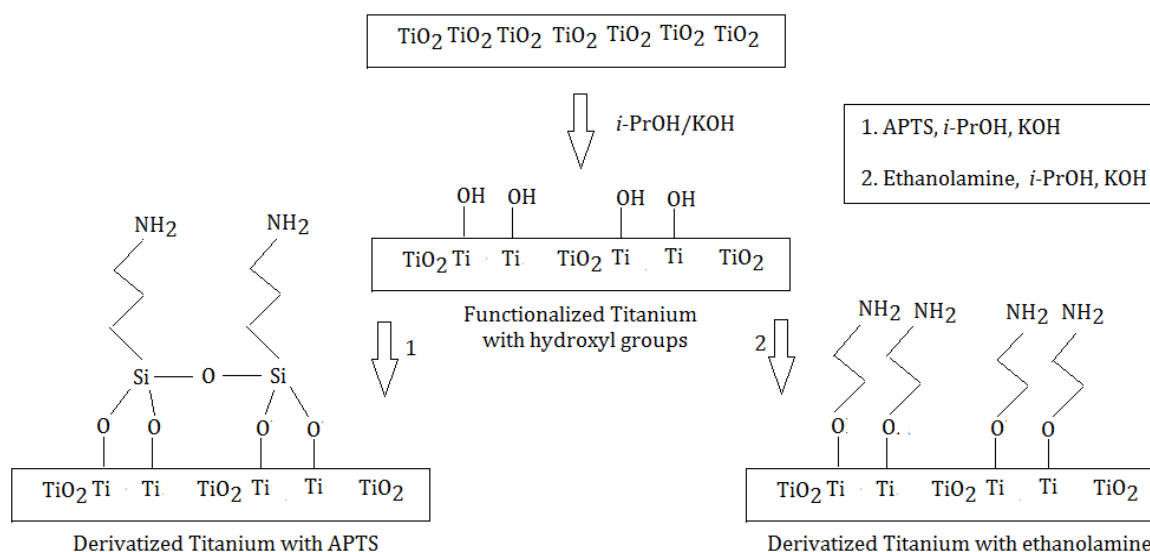 TiO2 TiO2 TiO2 TiO2 TiO2 TiO2 TiO2
i-PrOH/KOH
1. APTS, i-PrOH, KOH
2. Ethanolamine, i-PrOH, KOH
OH OH OH OH
TiO2 Ti Ti TiO2 Ti Ti TiO2
Functionalized Titanium
with hydroxyl groups
1
2
NH2 NH2
Si O Si
O O O O
TiO2 Ti Ti TiO2 Ti Ti TiO2
Derivatized Titanium with APTS
NH2 NH2 NH2 NH2
O O O O
TiO2 Ti Ti TiO2 Ti Ti TiO2
Derivatized Titanium with ethanolamine